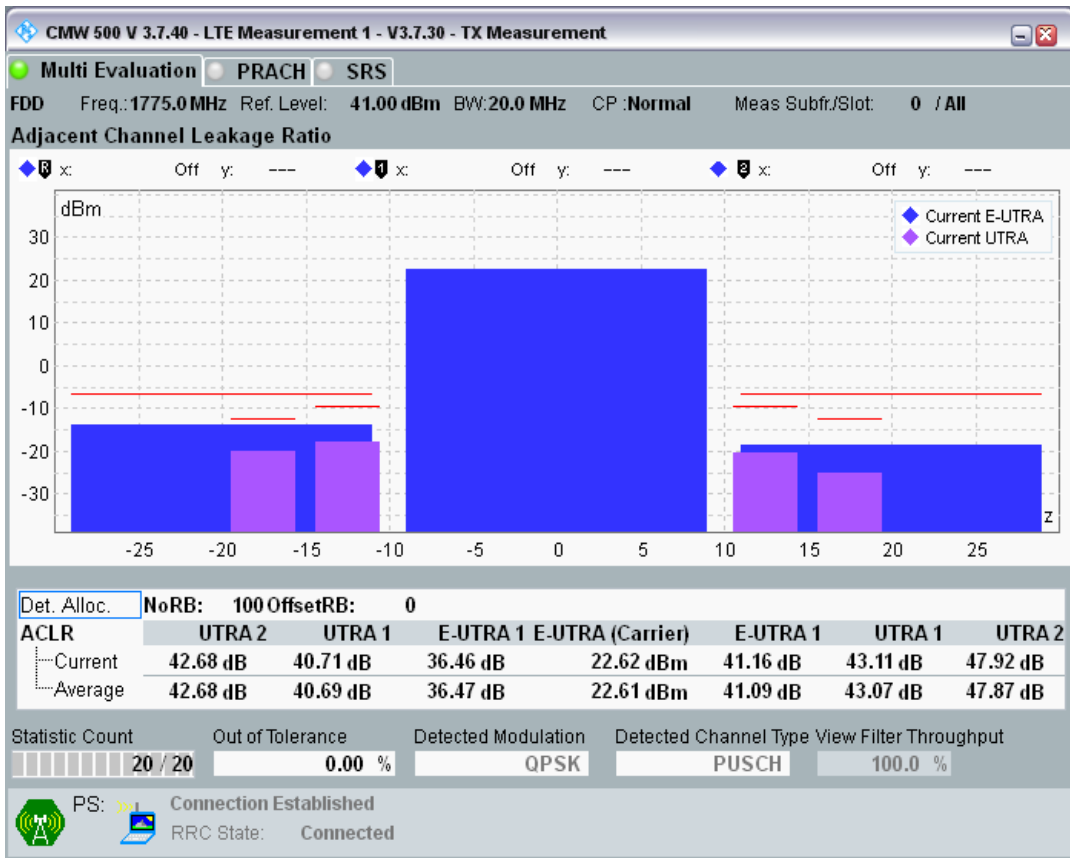 CMW 500 V 3.7.40 - LTE Measurement 1 - V3.7.30 - TX Measurement
Multi Evaluation PRACH SRS
FDD Freq.:1775.0 MHz Ref. Level: 41.00 dBm BW:20.0 MHz CP :Normal Meas Subfr./Slot: 0 / All
Adjacent Channel Leakage Ratio
R x: Off y: --- 1 x: Off y: --- 2 x: Off y: ---
dBm
Current E-UTRA
Current UTRA
30
20
10
0
-10
-20
-30
z
-25 -20 -15 -10 -5 0 5 10 15 20 25
Det. Alloc. NoRB: 100 OffsetRB: 0
ACLR UTRA 2 UTRA 1 E-UTRA 1 E-UTRA (Carrier) E-UTRA 1 UTRA 1 UTRA 2
Current 42.68 dB 40.71 dB 36.46 dB 22.62 dBm 41.16 dB 43.11 dB 47.92 dB
Average 42.68 dB 40.69 dB 36.47 dB 22.61 dBm 41.09 dB 43.07 dB 47.87 dB
Statistic Count Out of Tolerance Detected Modulation Detected Channel Type View Filter Throughput
20 / 20 0.00 % QPSK PUSCH 100.0 %
PS: Connection Established
RRC State: Connected